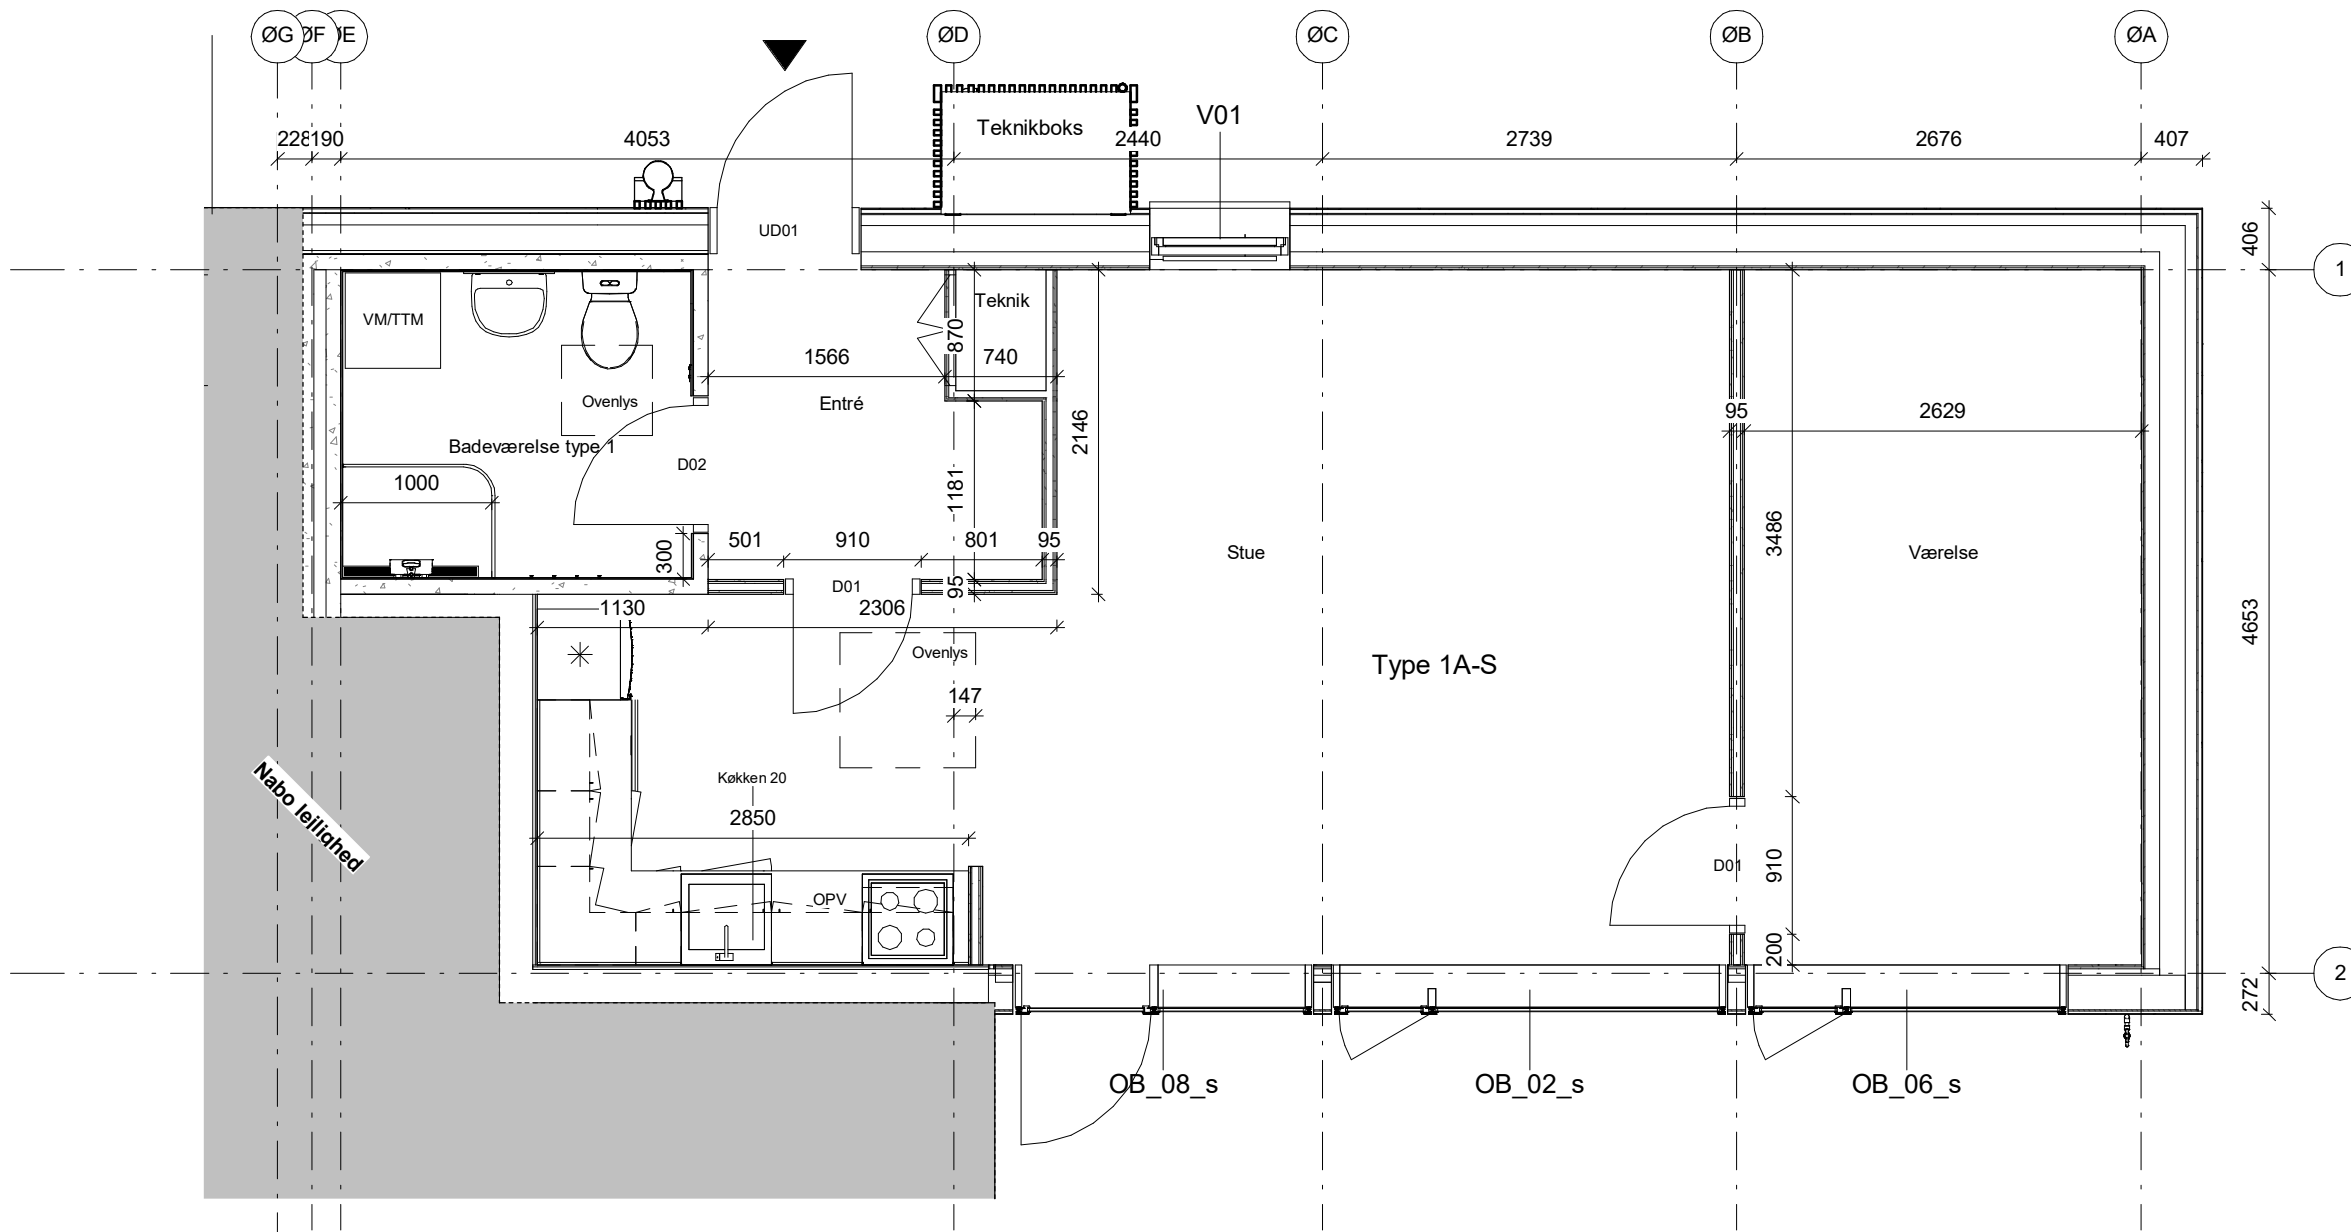 ØG ØF ØE ØD ØC ØB ØA
Teknikboks
V01
228 190 4053 2440 2739 2676 407
UD01
406
1
Teknik
VM/TTM
870
1566 740
Ovenlys
Entré
95 2629
2146
Badeværelse type 1
D02
1000
1181
3486
501 910 801 95
300
Stue
Værelse
D01
95
1130 2306
4653
Ovenlys
Type 1A-S
147
Køkken 20
2850
Nabo lejlighed
D01
910
OPV
200
2
272
OB_08_s OB_02_s OB_06_s